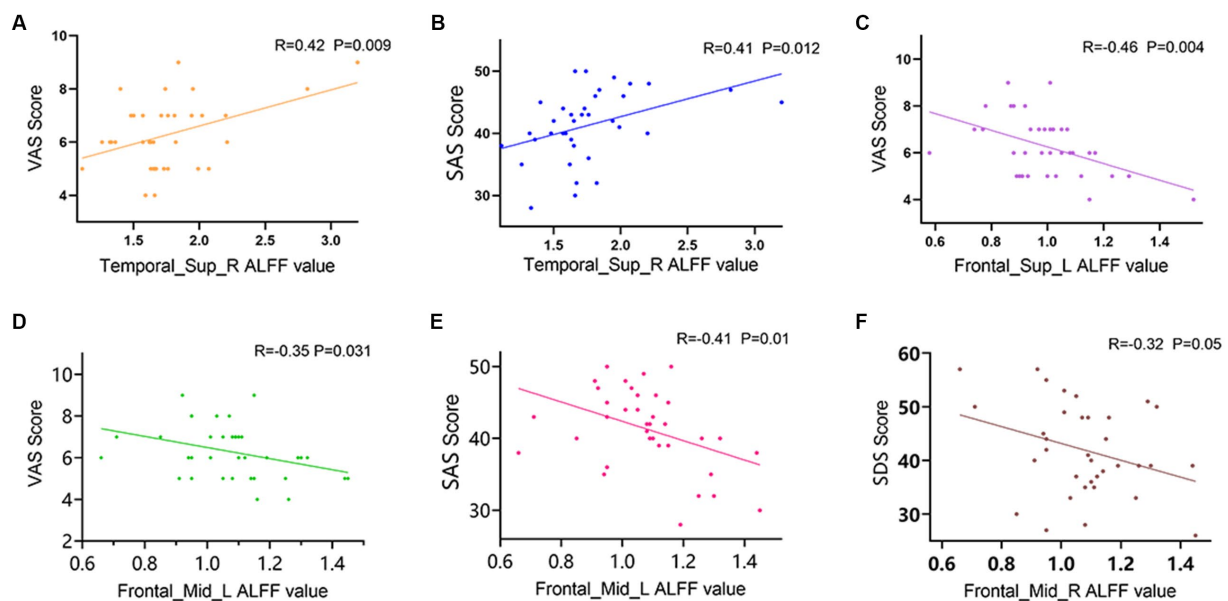 A
R=0.42 P=0.009
10
8
6
4
VAS Score
1.5 2.0 2.5 3.0
Temporal_Sup_R ALFF value
B
R=0.41 P=0.012
50
40
30
SAS Score
1.5 2.0 2.5 3.0
Temporal_Sup_R ALFF value
C
R=-0.46 P=0.004
10
8
6
4
VAS Score
0.6 0.8 1.0 1.2 1.4
Frontal_Sup_L ALFF value
D
R=-0.35 P=0.031
10
8
6
4
2
VAS Score
0.6 0.8 1.0 1.2 1.4
Frontal_Mid_L ALFF value
E
R=-0.41 P=0.01
50
40
30
SAS Score
0.6 0.8 1.0 1.2 1.4
Frontal_Mid_L ALFF value
F
R=-0.32 P=0.05
60
50
40
30
SDS Score
0.6 0.8 1.0 1.2 1.4
Frontal_Mid_R ALFF value